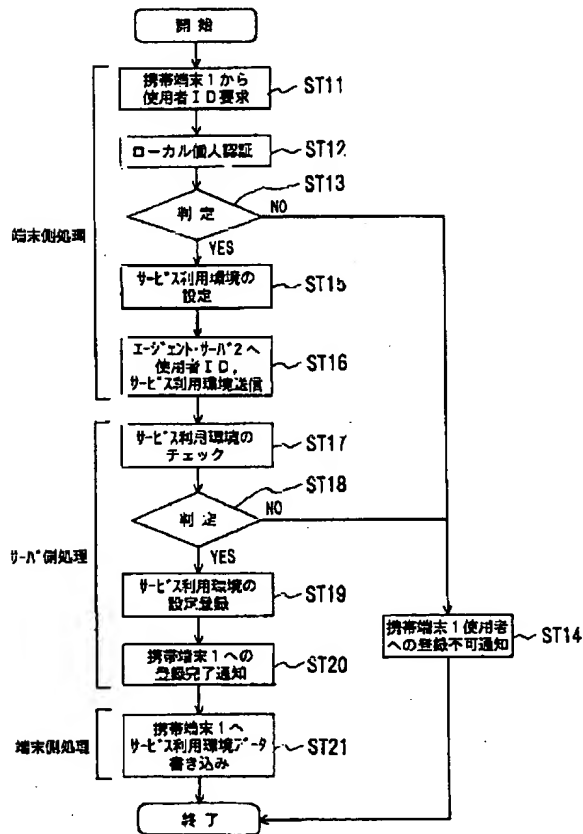 開始
携帯端末1から
使用者ID要求
ST11
ローカル個人認証
ST12
ST13
判定
NO
YES
端末側処理
サービス利用環境の
設定
ST15
エージェント・サーバ2へ
使用者ID,
サービス利用環境送信
ST16
サービス利用環境の
チェック
ST17
ST18
判定
NO
YES
サーバ側処理
サービス利用環境の
設定登録
ST19
携帯端末1使用者
への登録不可通知
ST14
携帯端末1への
登録完了通知
ST20
端末側処理
携帯端末1へ
サービス利用環境データ
書き込み
ST21
終了